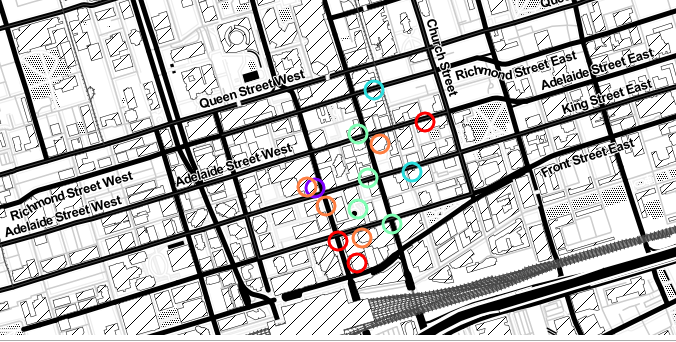 Que
Church Street
Richmond Street East
Adelaide Street East
Queen Street West
King Street East
Adelaide Street West
Front Street East
Richmond Street West
Adelaide Street West